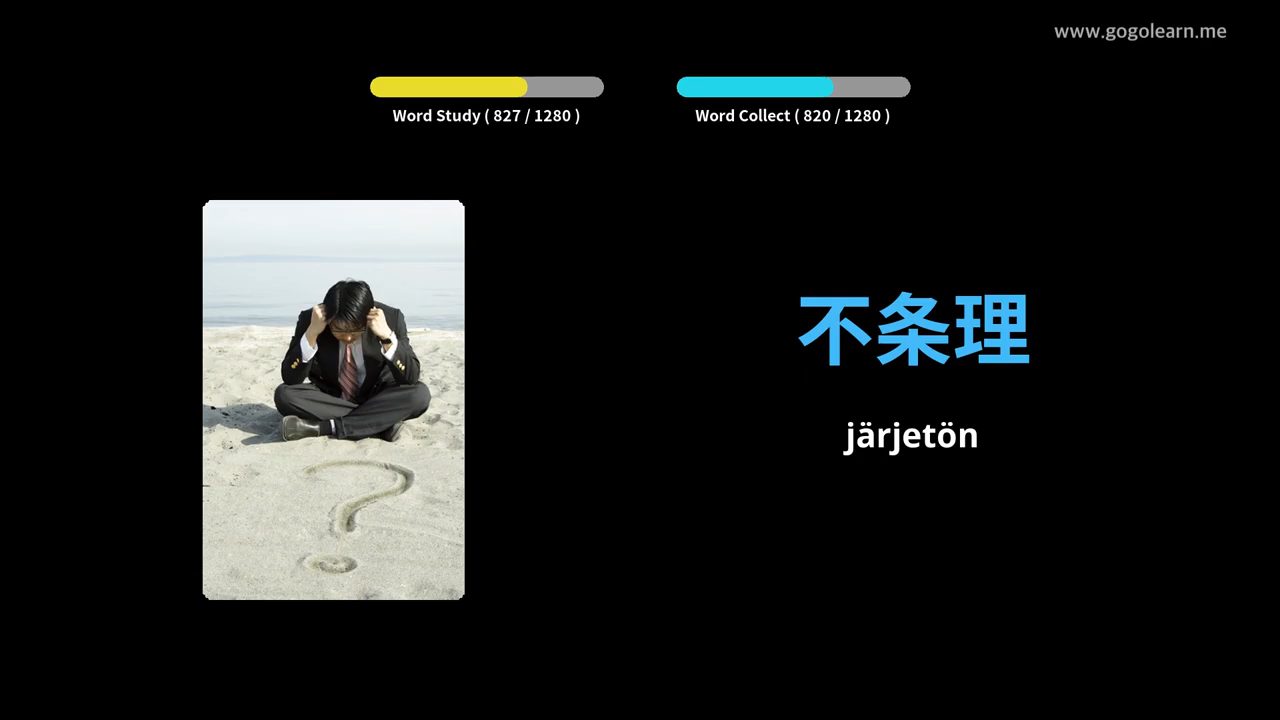 www.gogolearn.me
Word Study ( 827 / 1280 )
Word Collect ( 820 / 1280 )
不条理
järjetön
?